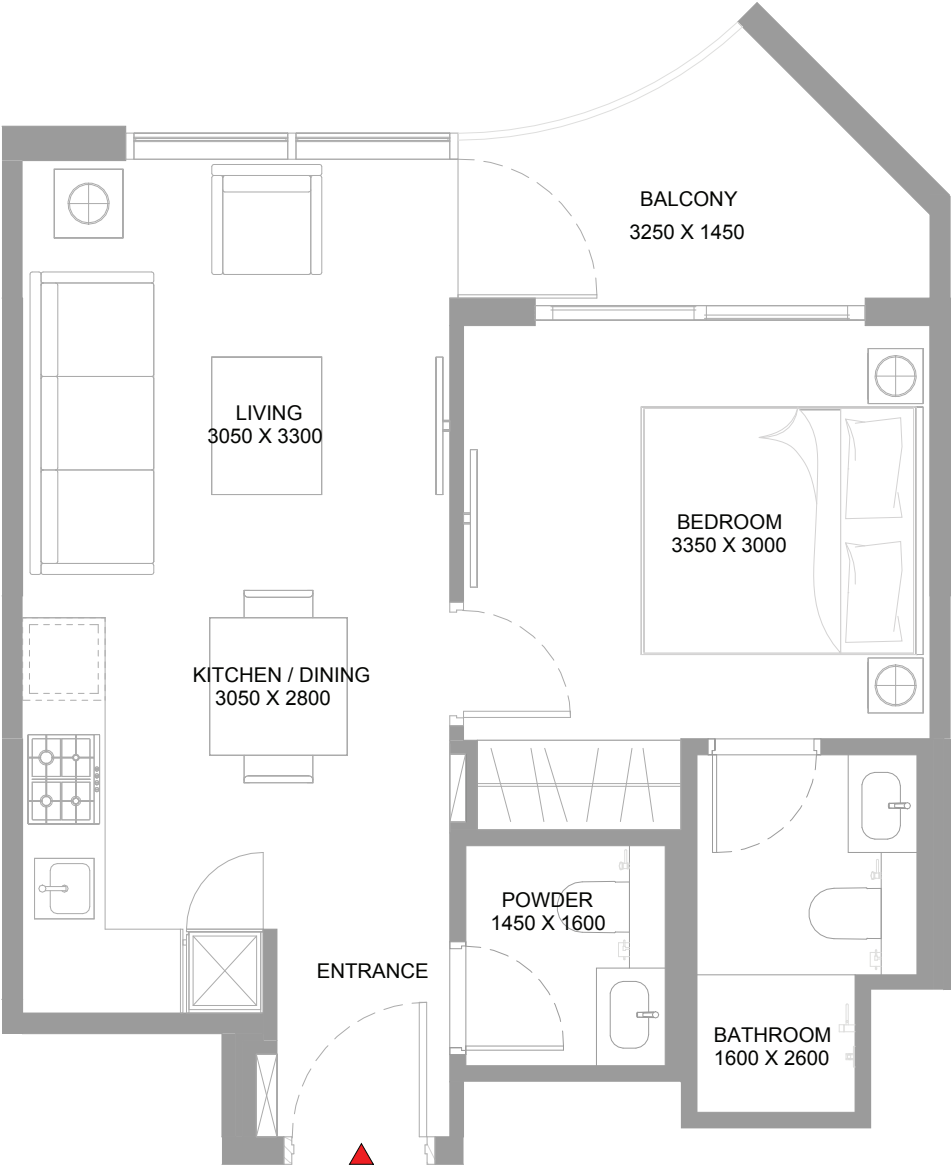 BALCONY
3250 X 1450
LIVING
3050 X 3300
BEDROOM
3350 X 3000
KITCHEN / DINING
3050 X 2800
POWDER
1450 X 1600
ENTRANCE
BATHROOM
1600 X 2600